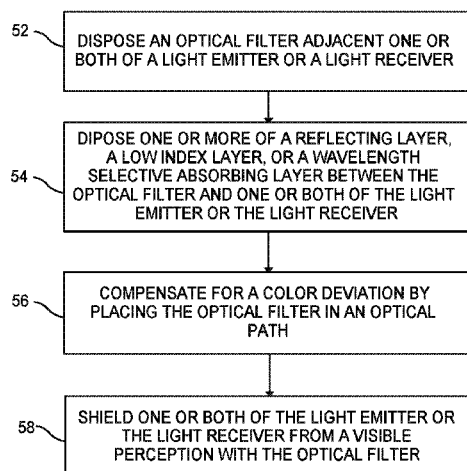 52
DISPOSE AN OPTICAL FILTER ADJACENT ONE OR
BOTH OF A LIGHT EMITTER OR A LIGHT RECEIVER
54
DIPOSE ONE OR MORE OF A REFLECTING LAYER,
A LOW INDEX LAYER, OR A WAVELENGTH
SELECTIVE ABSORBING LAYER BETWEEN THE
OPTICAL FILTER AND ONE OR BOTH OF THE LIGHT
EMITTER OR THE LIGHT RECEIVER
56
COMPENSATE FOR A COLOR DEVIATION BY
PLACING THE OPTICAL FILTER IN AN OPTICAL
PATH
58
SHIELD ONE OR BOTH OF THE LIGHT EMITTER OR
THE LIGHT RECEIVER FROM A VISIBLE
PERCEPTION WITH THE OPTICAL FILTER